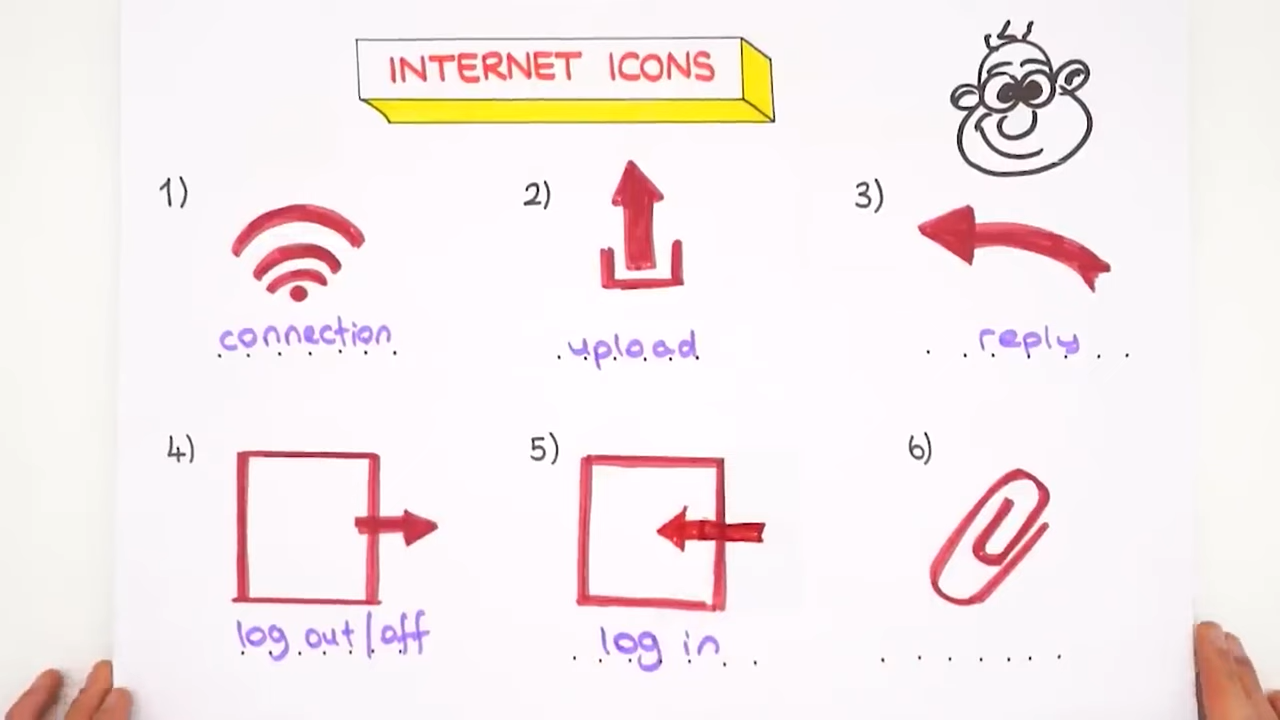 INTERNET ICONS
1)
2)
3)
connection
upload
reply
4)
5)
6)
log out/off
log in